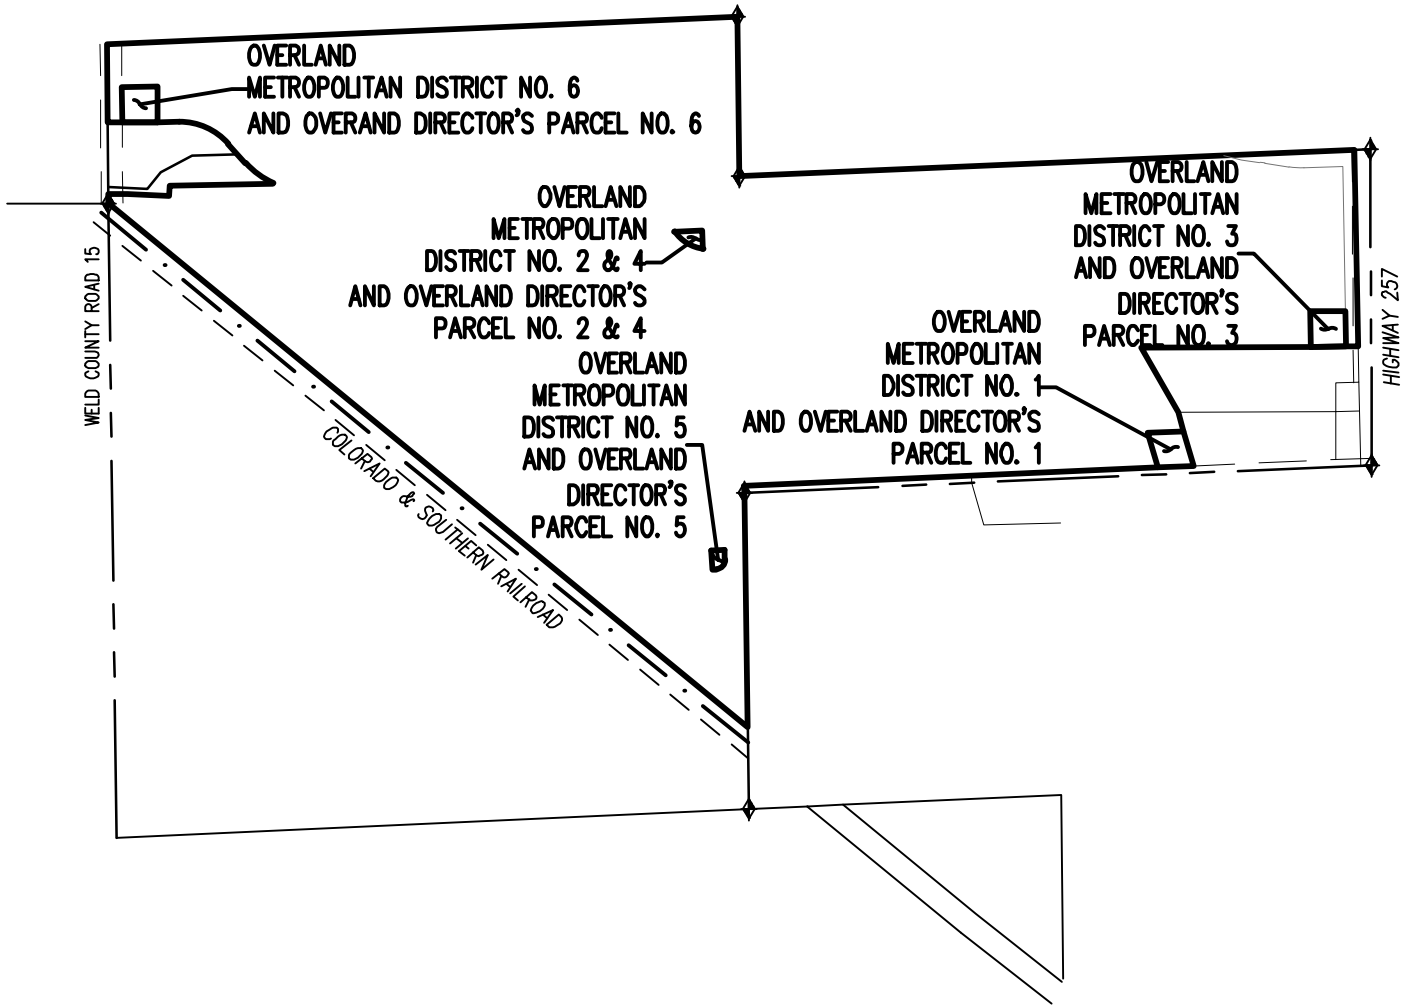 OVERLAND
METROPOLITAN DISTRICT NO. 6
AND OVERAND DIRECTOR'S PARCEL NO. 6
OVERLAND
METROPOLITAN
DISTRICT NO. 2 & 4
AND OVERLAND DIRECTOR'S
PARCEL NO. 2 & 4
OVERLAND
METROPOLITAN
DISTRICT NO. 3
AND OVERLAND
DIRECTOR'S
PARCEL NO. 3
OVERLAND
METROPOLITAN
DISTRICT NO. 1
AND OVERLAND DIRECTOR'S
PARCEL NO. 1
OVERLAND
METROPOLITAN
DISTRICT NO. 5
AND OVERLAND
DIRECTOR'S
PARCEL NO. 5
WELD COUNTY ROAD 15
COLORADO & SOUTHERN RAILROAD
HIGHWAY 257